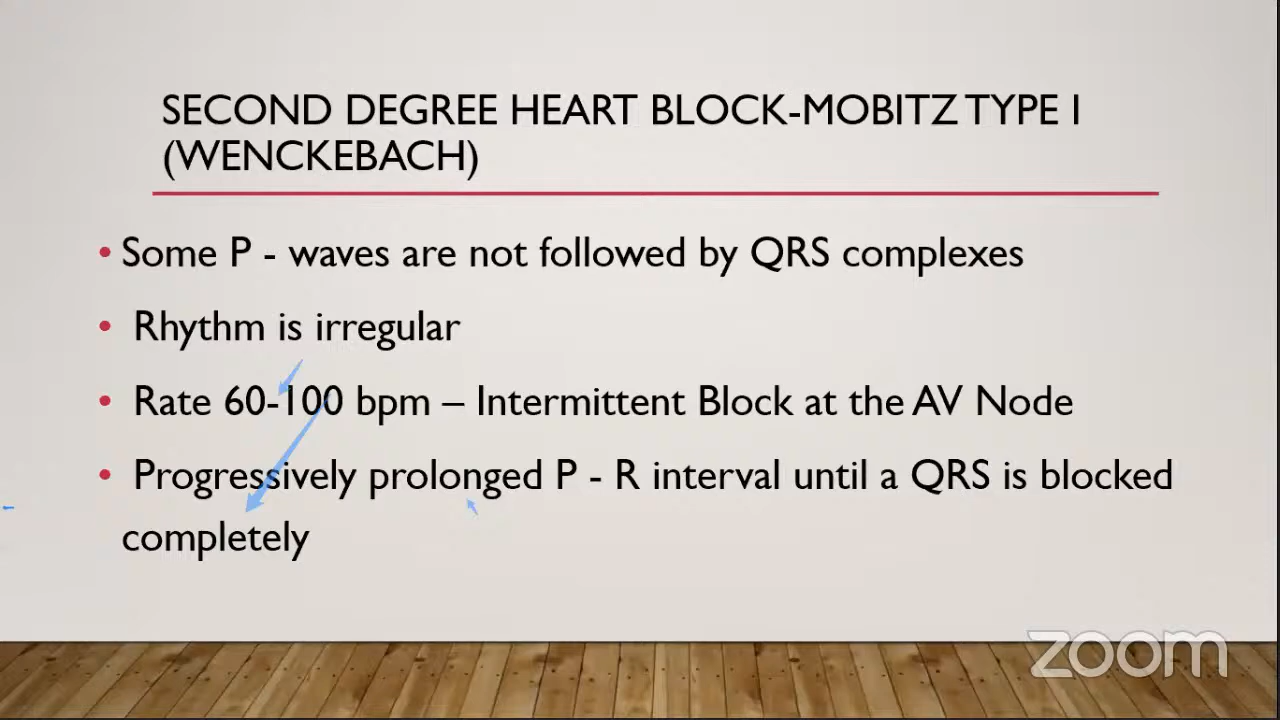 SECOND DEGREE HEART BLOCK-MOBITZ TYPE I
(WENCKEBACH)
• Some P - waves are not followed by QRS complexes
• Rhythm is irregular
• Rate 60-100 bpm – Intermittent Block at the AV Node
• Progressively prolonged P - R interval until a QRS is blocked
completely
zoom